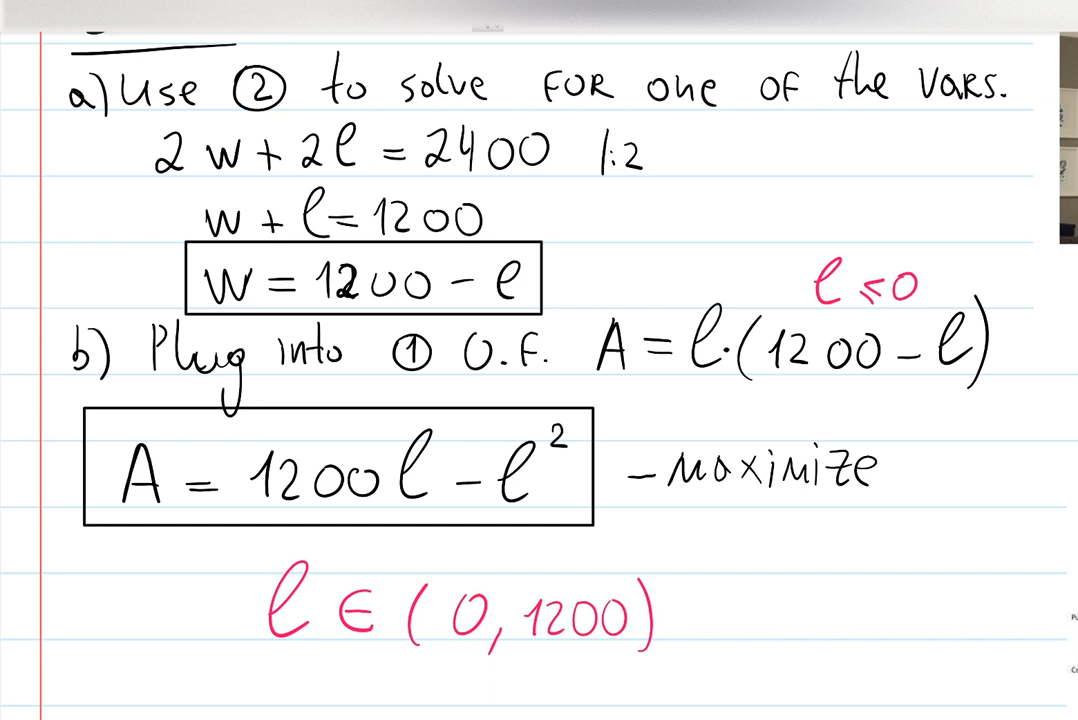 a) Use ② to solve FOR one OF the VARS.
2w + 2ℓ = 2400 /:2
w + ℓ = 1200
w = 1200 - ℓ
ℓ ≤ 0
b) Plug into ① O.F. A = ℓ·(1200 - ℓ)
A = 1200ℓ - ℓ² - MAXIMIZE
ℓ ∈ (0, 1200)